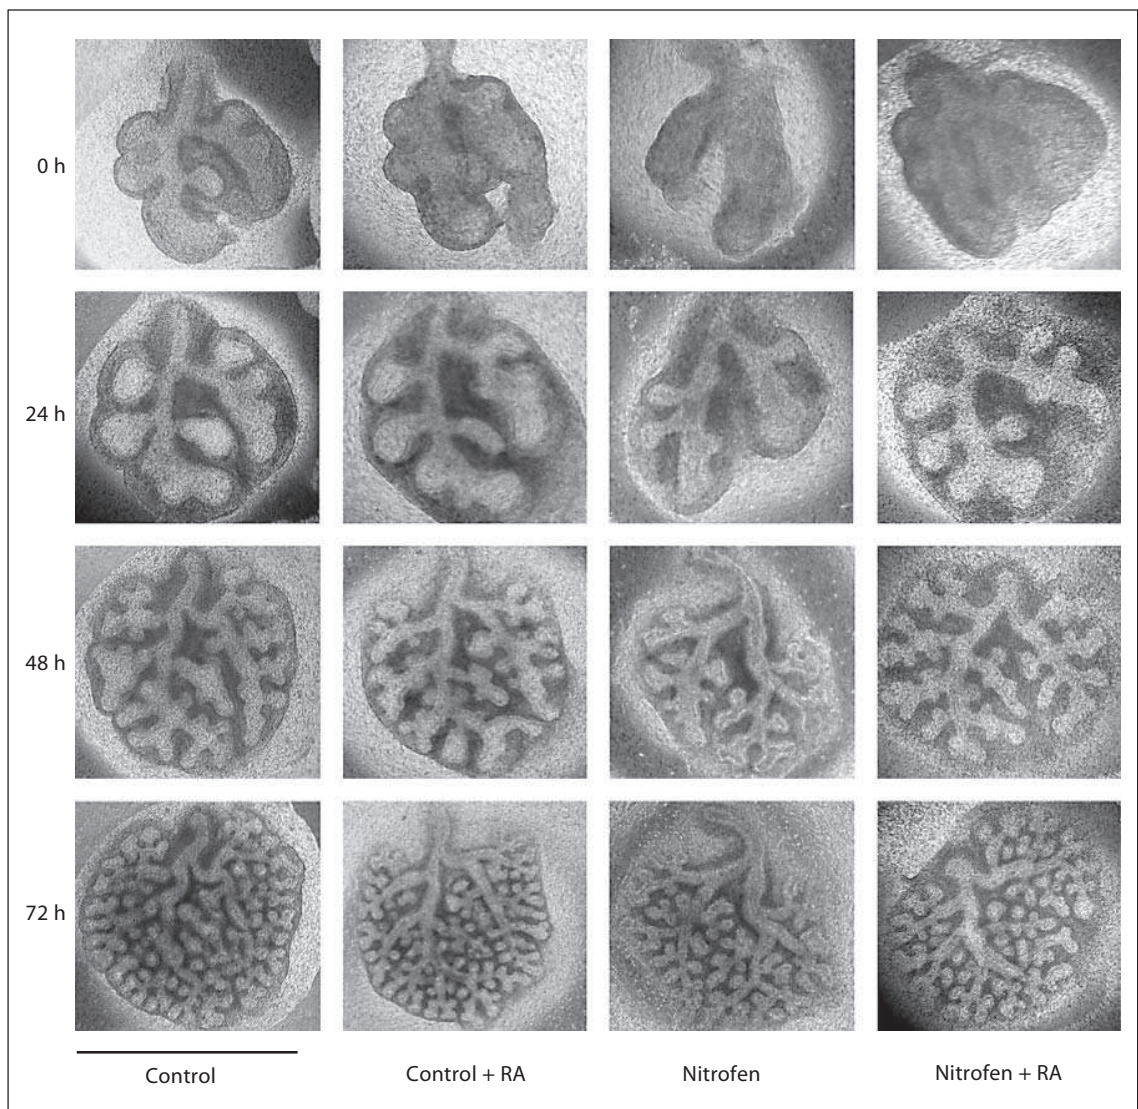 0 h
24 h
48 h
72 h
Control
Control + RA
Nitrofen
Nitrofen + RA